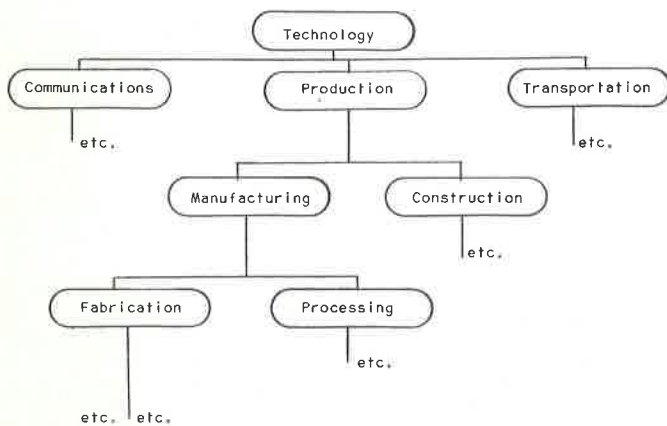 Technology
Communications Production Transportation
etc. etc.
Manufacturing Construction
etc.
Fabrication Processing
etc.
etc. etc.